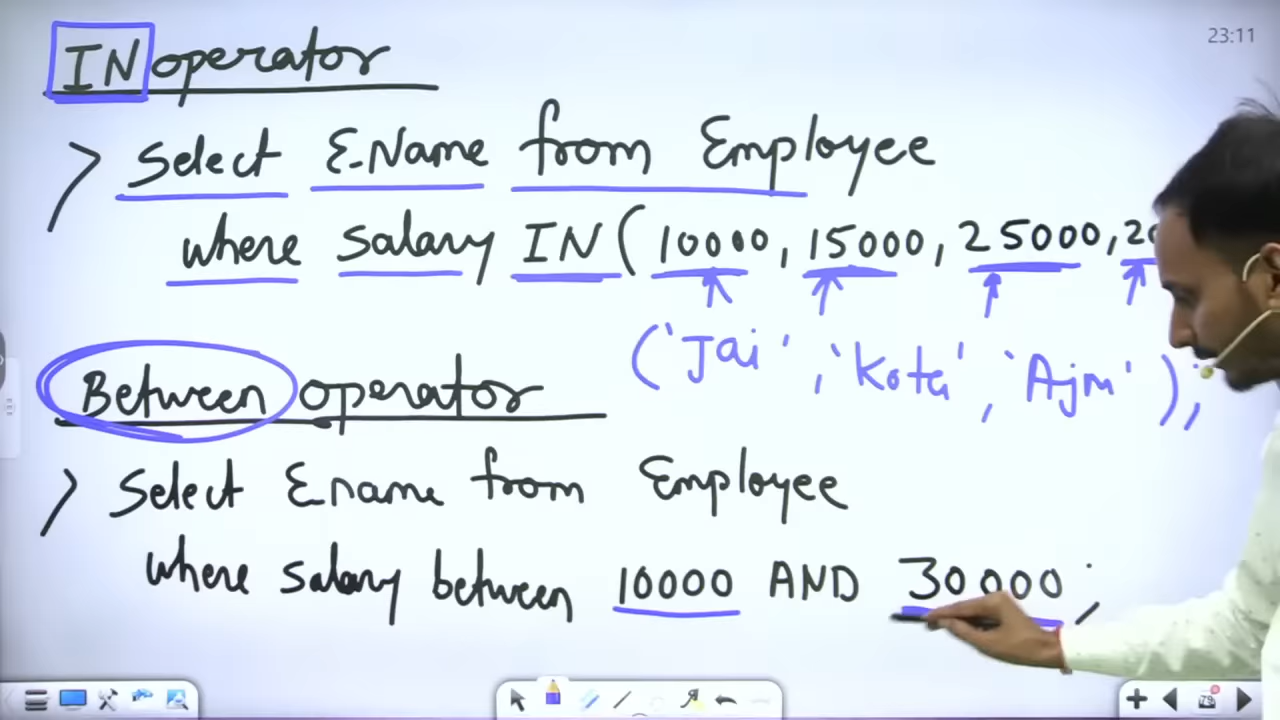 23:11
IN operator
> Select E.Name from Employee
where salary IN (10000, 15000, 25000,
('Jai', 'Kota', 'Ajm');
Between operator
> Select Ename from Employee
where salary between 10000 AND 30000;
79